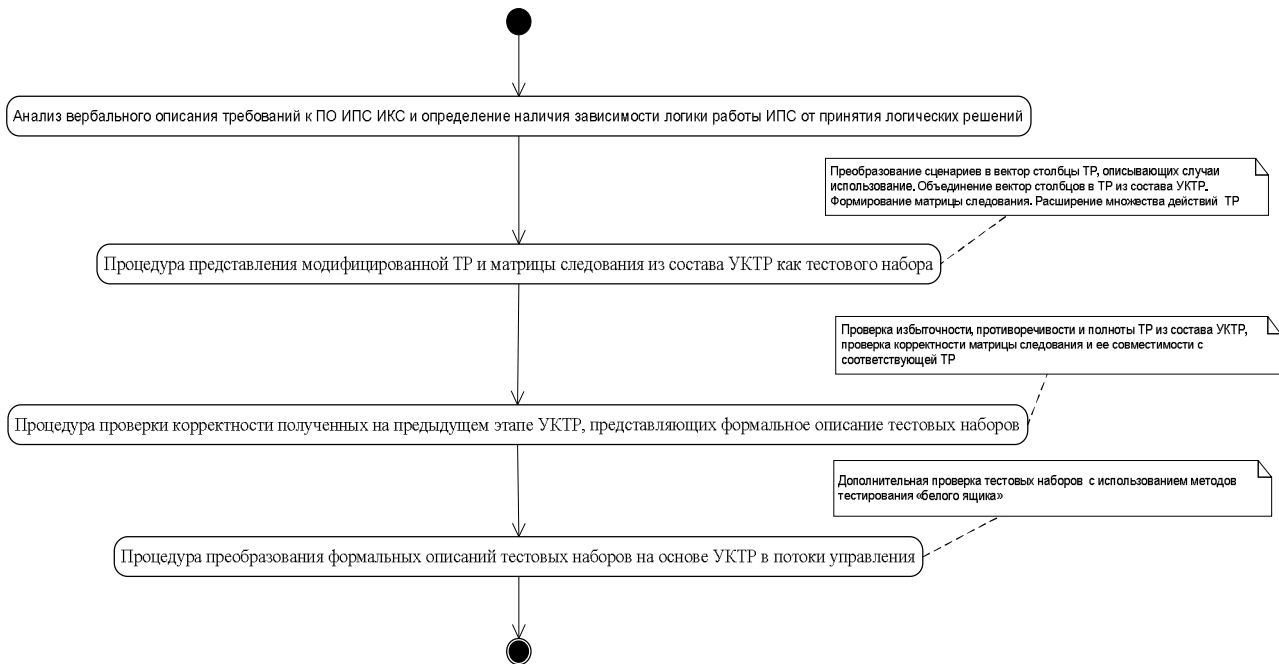 Анализ вербального описания требований к ПО ИПС ИКС и определение наличия зависимости логики работы ИПС от принятия логических решений
Преобразование сценариев в вектор столбцы ТР, описывающих случаи
использование. Объединение вектор столбцов в ТР из состава УКТР.
Формирование матрицы следования. Расширение множества действий ТР
Процедура представления модифицированной ТР и матрицы следования из состава УКТР как тестового набора
Проверка избыточности, противоречивости и полноты ТР из состава УКТР,
проверка корректности матрицы следования и ее совместимости с
соответствующей ТР
Процедура проверки корректности полученных на предыдущем этапе УКТР, представляющих формальное описание тестовых наборов
Дополнительная проверка тестовых наборов с использованием методов
тестирования «белого ящика»
Процедура преобразования формальных описаний тестовых наборов на основе УКТР в потоки управления